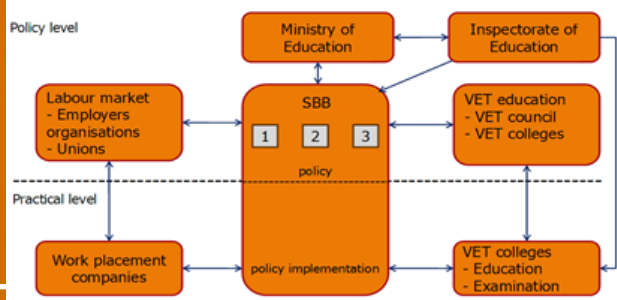 Policy level
Ministry of
Education
Inspectorate of
Education
Labour market
- Employers
organisations
- Unions
SBB
1 2 3
policy
VET education
- VET council
- VET colleges
Practical level
Work placement
companies
policy implementation
VET colleges
- Education
- Examination